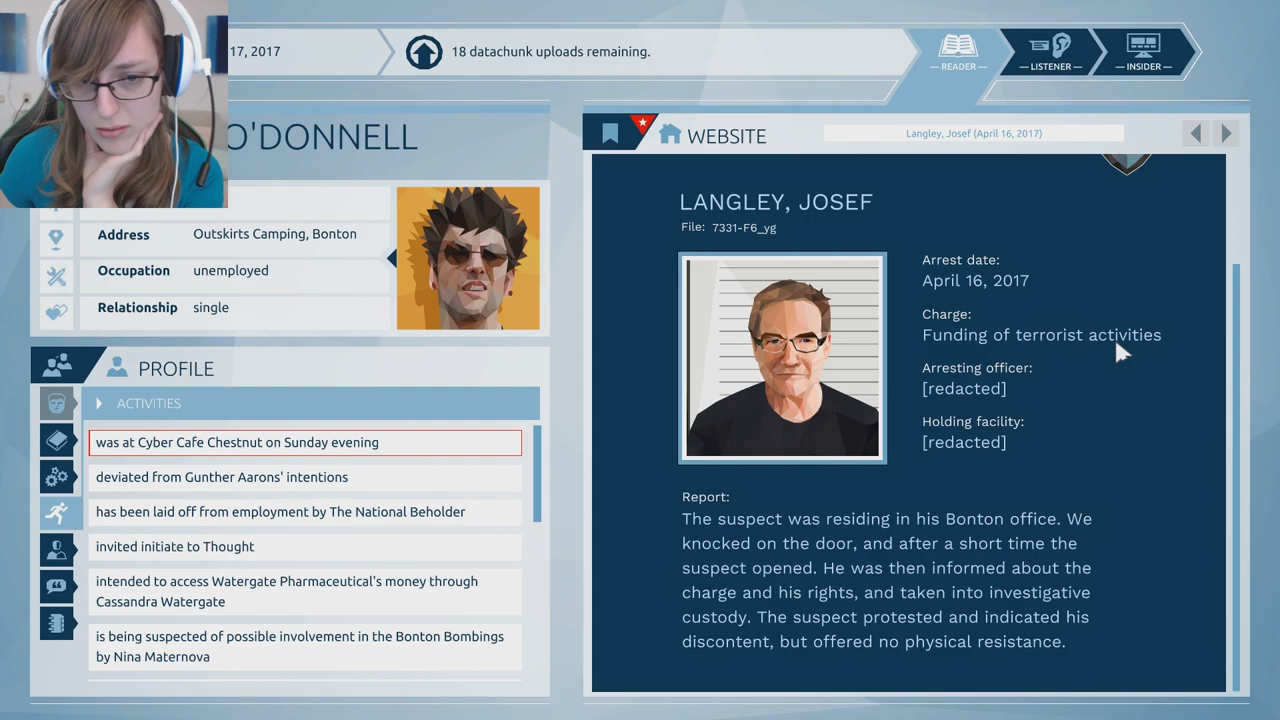 17, 2017
18 datachunk uploads remaining.
READER
LISTENER
INSIDER
O'DONNELL
WEBSITE
Langley, Josef (April 16, 2017)
Address Outskirts Camping, Bonton
Occupation unemployed
Relationship single
PROFILE
ACTIVITIES
was at Cyber Cafe Chestnut on Sunday evening
deviated from Gunther Aarons' intentions
has been laid off from employment by The National Beholder
invited initiate to Thought
intended to access Watergate Pharmaceutical's money through
Cassandra Watergate
is being suspected of possible involvement in the Bonton Bombings
by Nina Maternova
LANGLEY, JOSEF
File: 7331-F6_yg
Arrest date:
April 16, 2017
Charge:
Funding of terrorist activities
Arresting officer:
[redacted]
Holding facility:
[redacted]
Report:
The suspect was residing in his Bonton office. We
knocked on the door, and after a short time the
suspect opened. He was then informed about the
charge and his rights, and taken into investigative
custody. The suspect protested and indicated his
discontent, but offered no physical resistance.